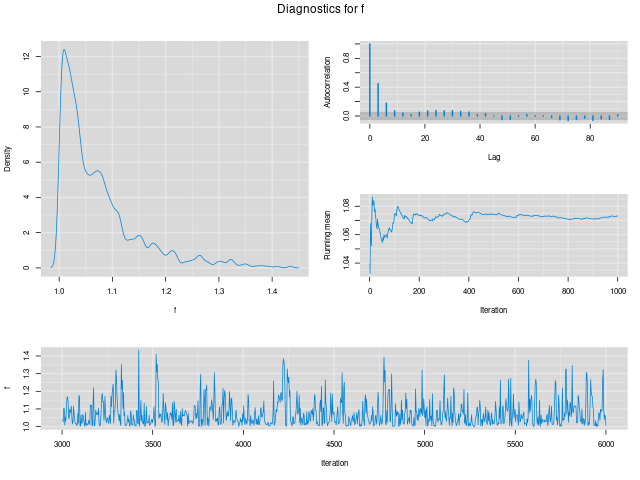 Diagnostics for f
Density
0 2 4 6 8 10 12
1.0 1.1 1.2 1.3 1.4
f
Autocorrelation
0.0 0.4 0.8
0 20 40 60 80
Lag
Running mean
1.04 1.06 1.08
0 200 400 600 800 1000
Iteration
f
1.0 1.1 1.2 1.3 1.4
3000 3500 4000 4500 5000 5500 6000
Iteration